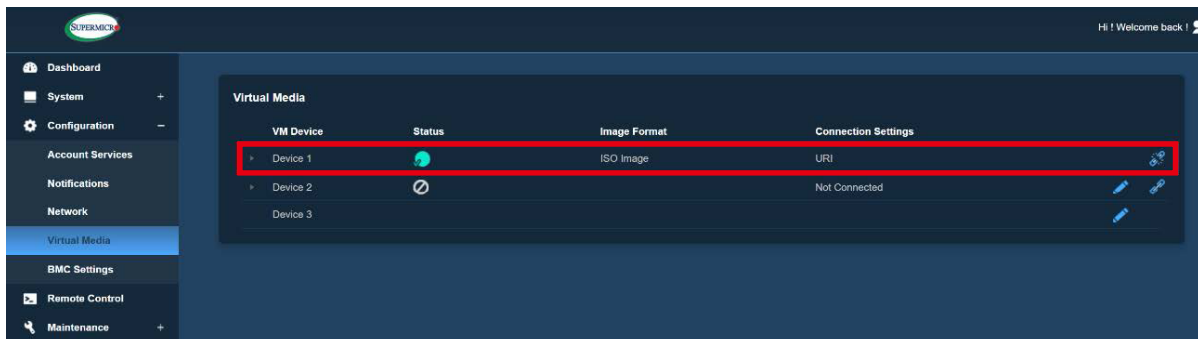 SUPERMICR
Hi ! Welcome back !
Dashboard
System +
Configuration −
Account Services
Notifications
Network
Virtual Media
BMC Settings
Remote Control
Maintenance +
Virtual Media
VM Device Status Image Format Connection Settings
Device 1 ISO Image URI
Device 2 Not Connected
Device 3